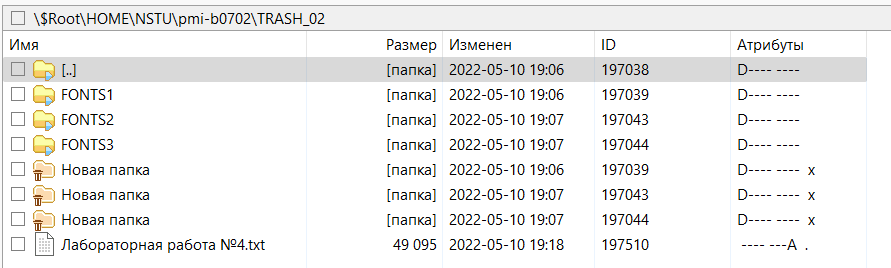 \$Root\HOME\NSTU\pmi-b0702\TRASH_02
Имя Размер Изменен ID Атрибуты
[..] [папка] 2022-05-10 19:06 197038 D---- ----
FONTS1 [папка] 2022-05-10 19:06 197039 D---- ----
FONTS2 [папка] 2022-05-10 19:07 197043 D---- ----
FONTS3 [папка] 2022-05-10 19:07 197044 D---- ----
Новая папка [папка] 2022-05-10 19:06 197039 D---- ---- x
Новая папка [папка] 2022-05-10 19:07 197043 D---- ---- x
Новая папка [папка] 2022-05-10 19:07 197044 D---- ---- x
Лабораторная работа №4.txt 49 095 2022-05-10 19:18 197510 ---- ---A .